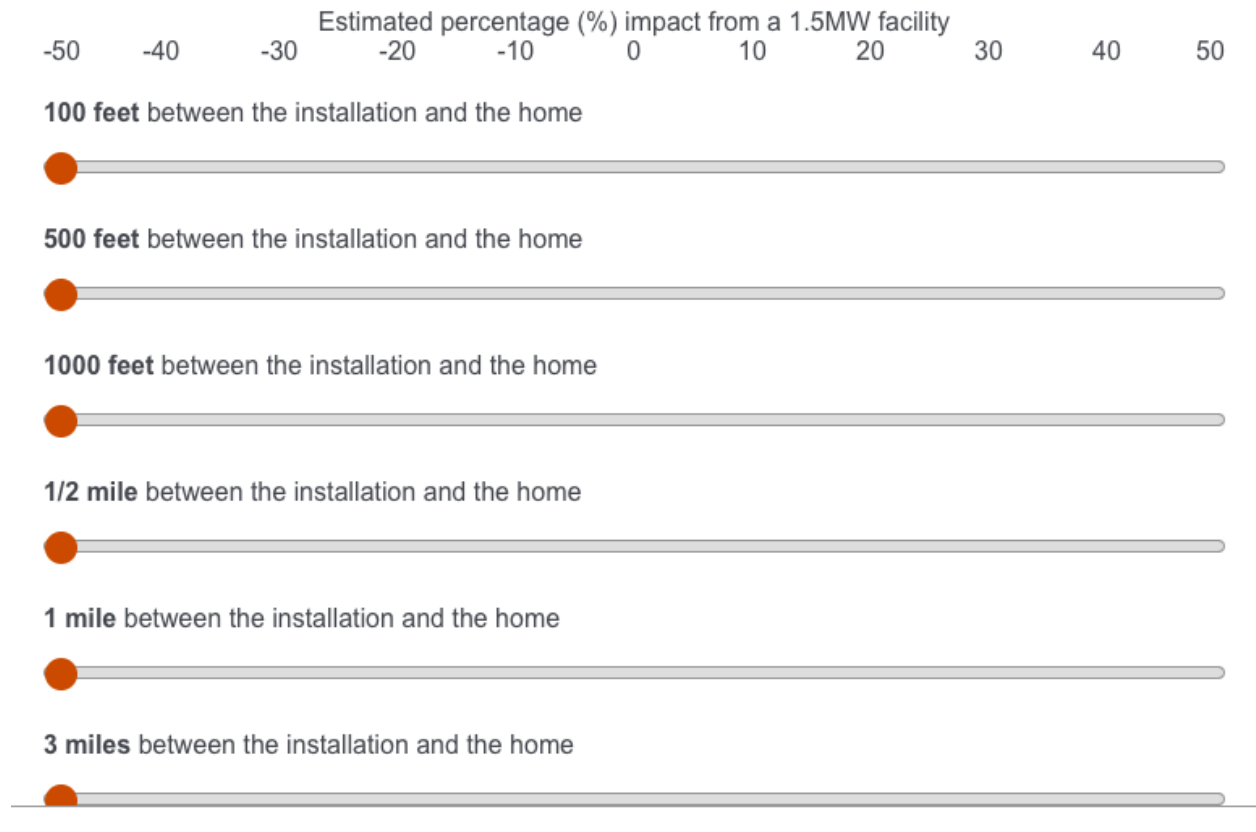 Estimated percentage (%) impact from a 1.5MW facility
-50 -40 -30 -20 -10 0 10 20 30 40 50
100 feet between the installation and the home
500 feet between the installation and the home
1000 feet between the installation and the home
1/2 mile between the installation and the home
1 mile between the installation and the home
3 miles between the installation and the home